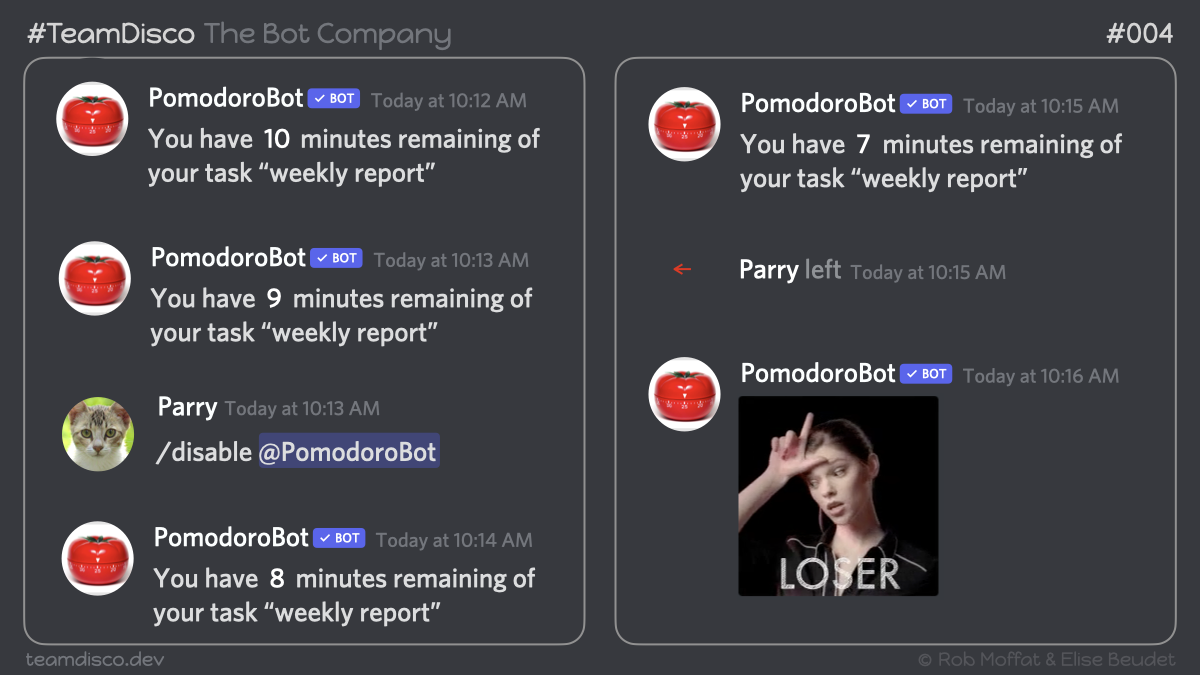 #TeamDisco The Bot Company
#004
PomodoroBot ✓ BOT Today at 10:12 AM
You have 10 minutes remaining of
your task “weekly report”
PomodoroBot ✓ BOT Today at 10:13 AM
You have 9 minutes remaining of
your task “weekly report”
Parry Today at 10:13 AM
/disable @PomodoroBot
PomodoroBot ✓ BOT Today at 10:14 AM
You have 8 minutes remaining of
your task “weekly report”
PomodoroBot ✓ BOT Today at 10:15 AM
You have 7 minutes remaining of
your task “weekly report”
Parry left Today at 10:15 AM
PomodoroBot ✓ BOT Today at 10:16 AM
LOSER
teamdisco.dev
© Rob Moffat & Elise Beudet